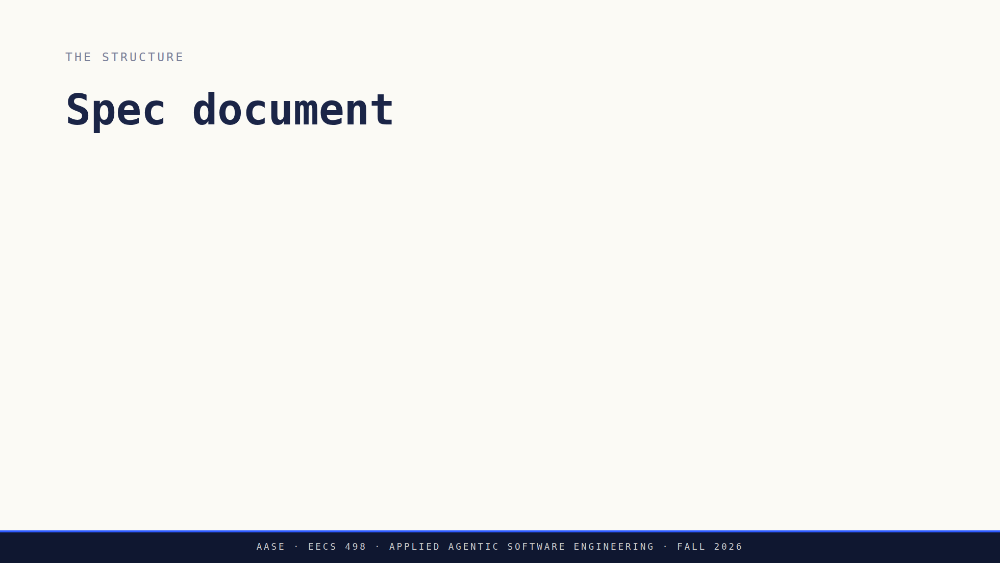 THE STRUCTURE
Spec document
AASE · EECS 498 · APPLIED AGENTIC SOFTWARE ENGINEERING · FALL 2026